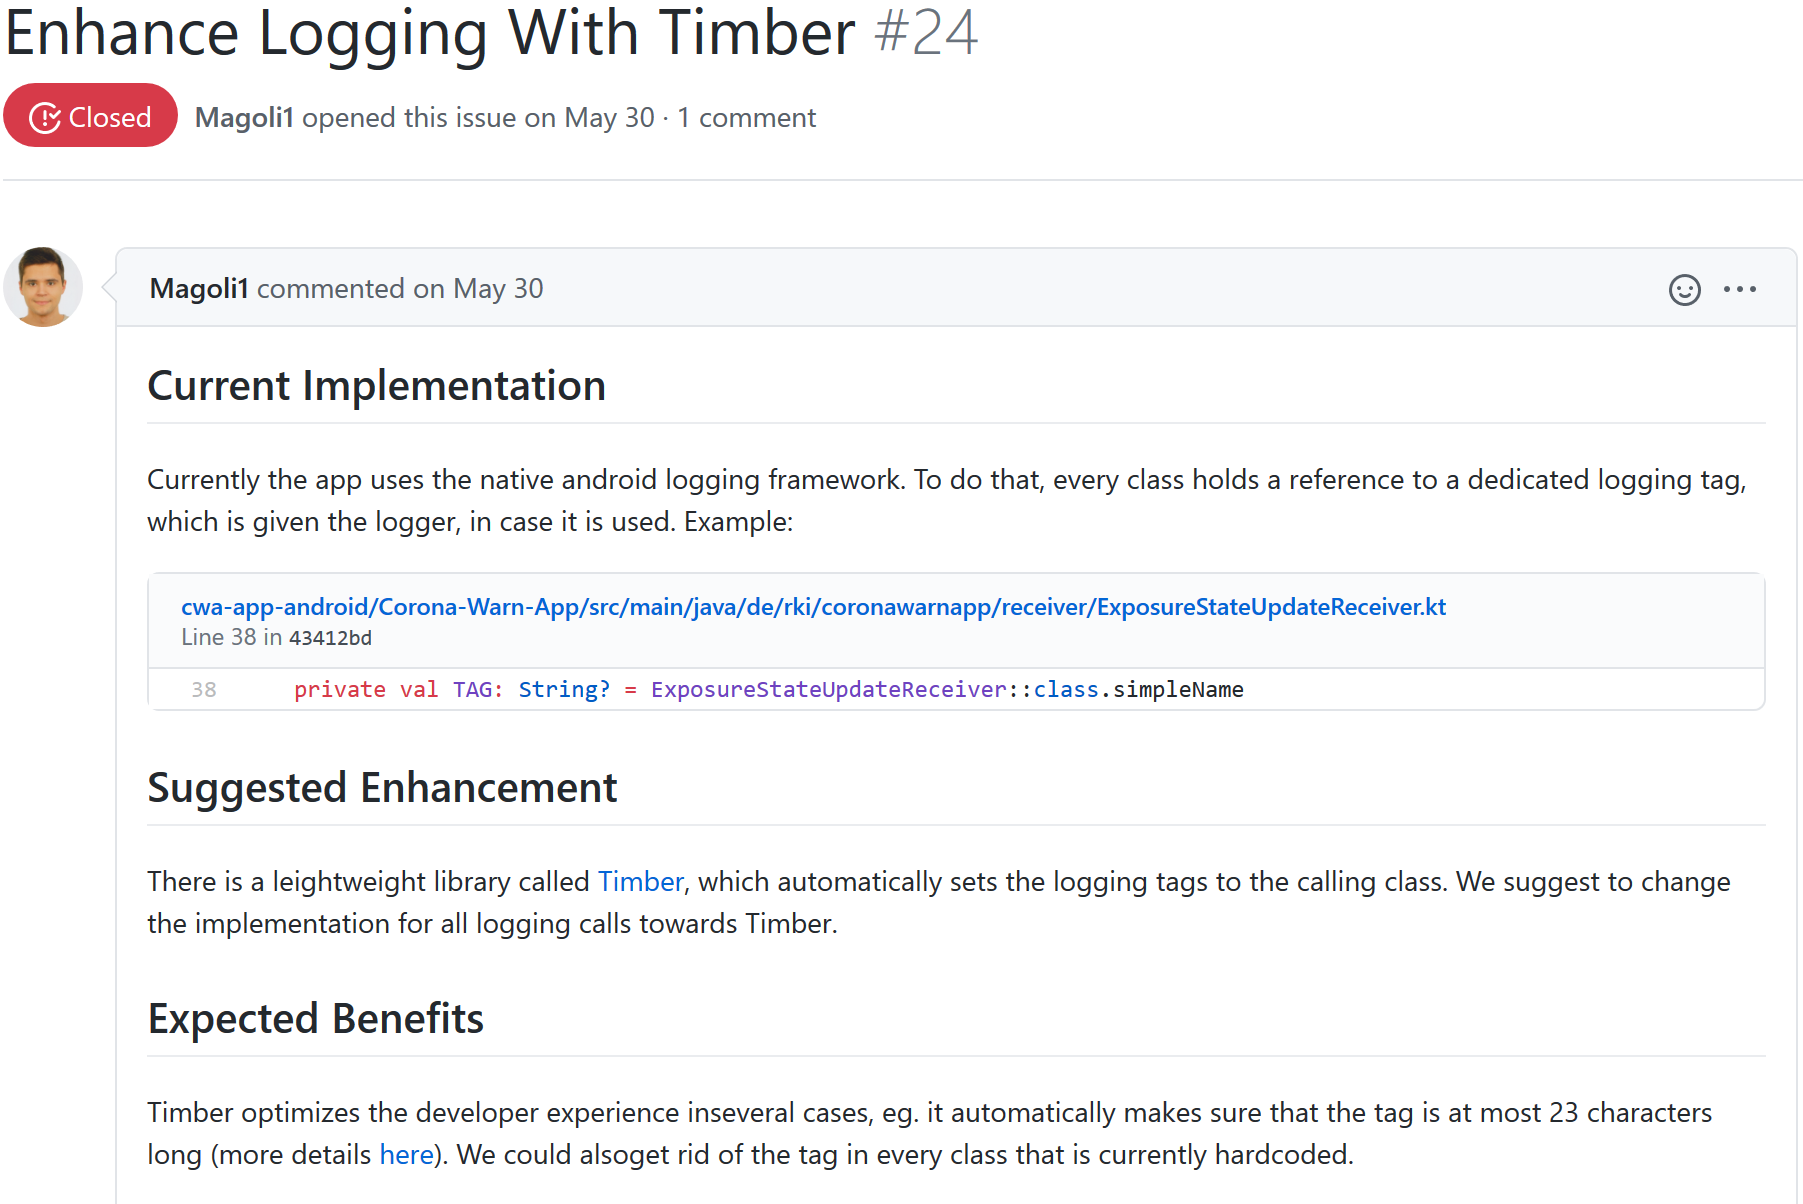 Enhance Logging With Timber #24
Closed Magoli1 opened this issue on May 30 · 1 comment
Magoli1 commented on May 30
Current Implementation
Currently the app uses the native android logging framework. To do that, every class holds a reference to a dedicated logging tag,
which is given the logger, in case it is used. Example:
cwa-app-android/Corona-Warn-App/src/main/java/de/rki/coronawarnapp/receiver/ExposureStateUpdateReceiver.kt
Line 38 in 43412bd
38 private val TAG: String? = ExposureStateUpdateReceiver::class.simpleName
Suggested Enhancement
There is a leightweight library called Timber, which automatically sets the logging tags to the calling class. We suggest to change
the implementation for all logging calls towards Timber.
Expected Benefits
Timber optimizes the developer experience inseveral cases, eg. it automatically makes sure that the tag is at most 23 characters
long (more details here). We could alsoget rid of the tag in every class that is currently hardcoded.